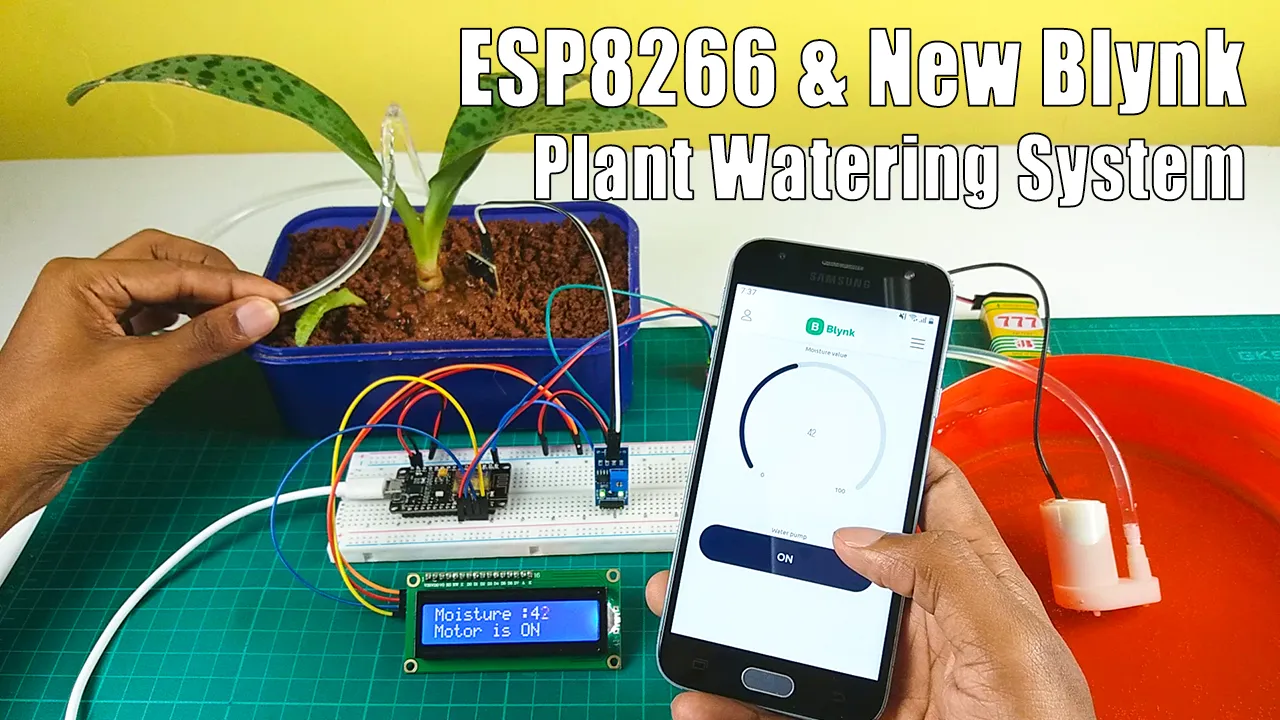 ESP8266 & New Blynk
Plant Watering System
SAMSUNG
7:37
B Blynk
Moisture value
42
0
100
Water pump
ON
777
Moisture :42
Motor is ON